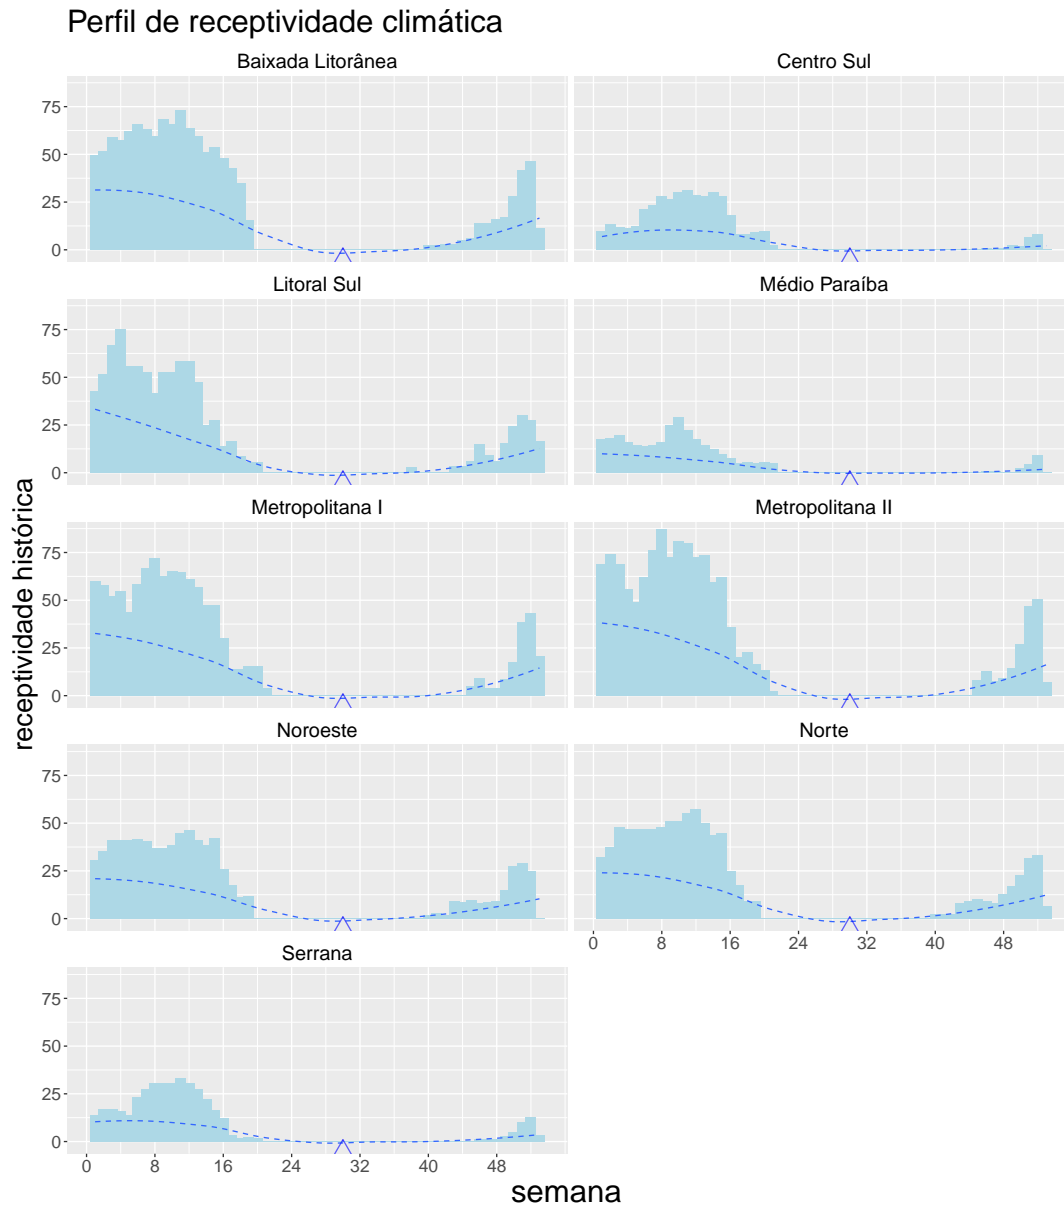 Perfil de receptividade climática
Baixada Litorânea
Centro Sul
75
50
25
0
Litoral Sul
Médio Paraíba
75
50
25
0
receptividade histórica
Metropolitana I
Metropolitana II
75
50
25
0
Noroeste
Norte
75
50
25
0
0 8 16 24 32 40 48
Serrana
75
50
25
0
0 8 16 24 32 40 48
semana